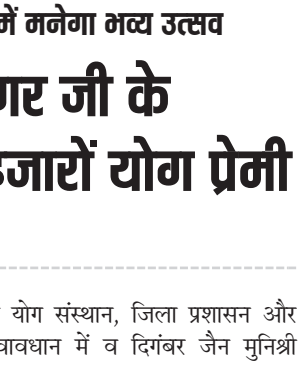 में मनेगा भव्य उत्सव
गर जी के
हजारों योग प्रेमी
योग संस्थान, जिला प्रशासन और
वावधान में व दिगंबर जैन मुनिश्री